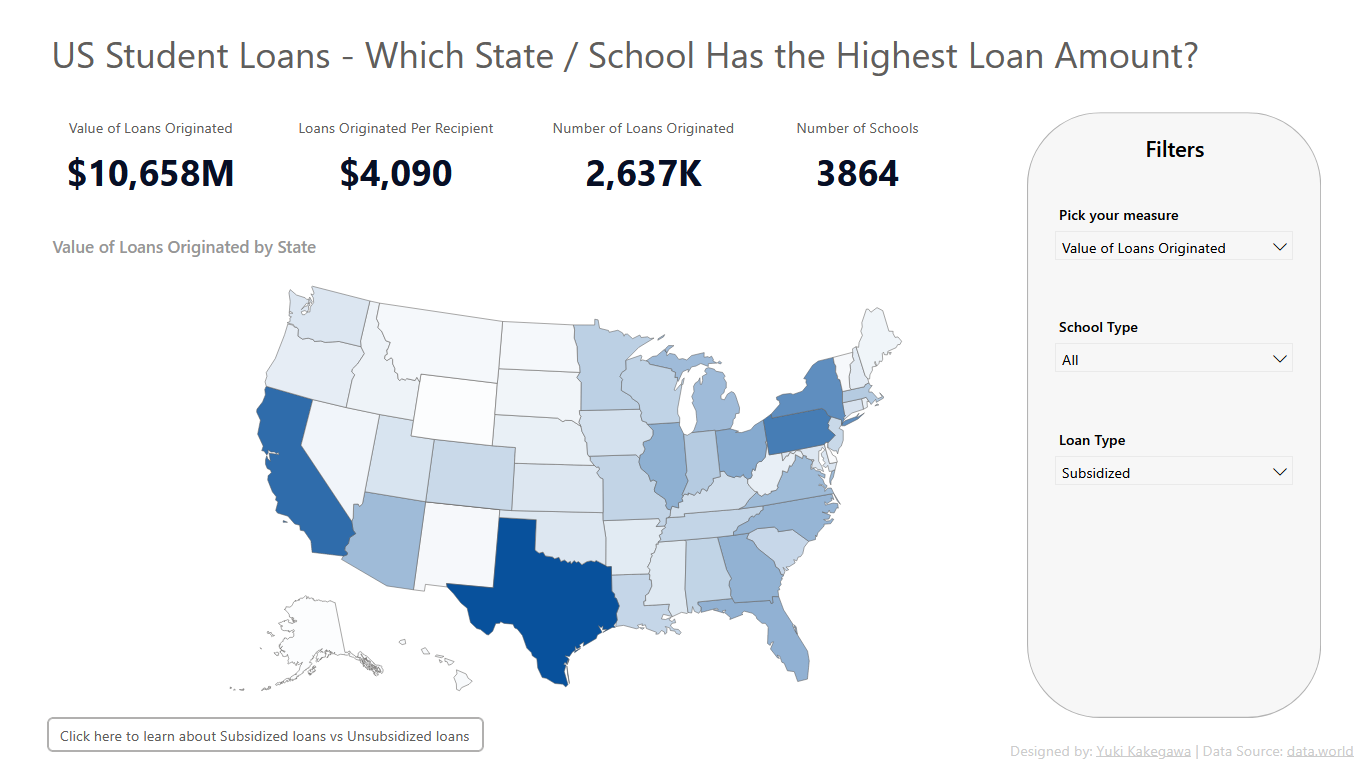 US Student Loans - Which State / School Has the Highest Loan Amount?
Value of Loans Originated
$10,658M
Loans Originated Per Recipient
$4,090
Number of Loans Originated
2,637K
Number of Schools
3864
Value of Loans Originated by State
Filters
Pick your measure
Value of Loans Originated
School Type
All
Loan Type
Subsidized
Click here to learn about Subsidized loans vs Unsubsidized loans
Designed by: Yuki Kakegawa | Data Source: data.world